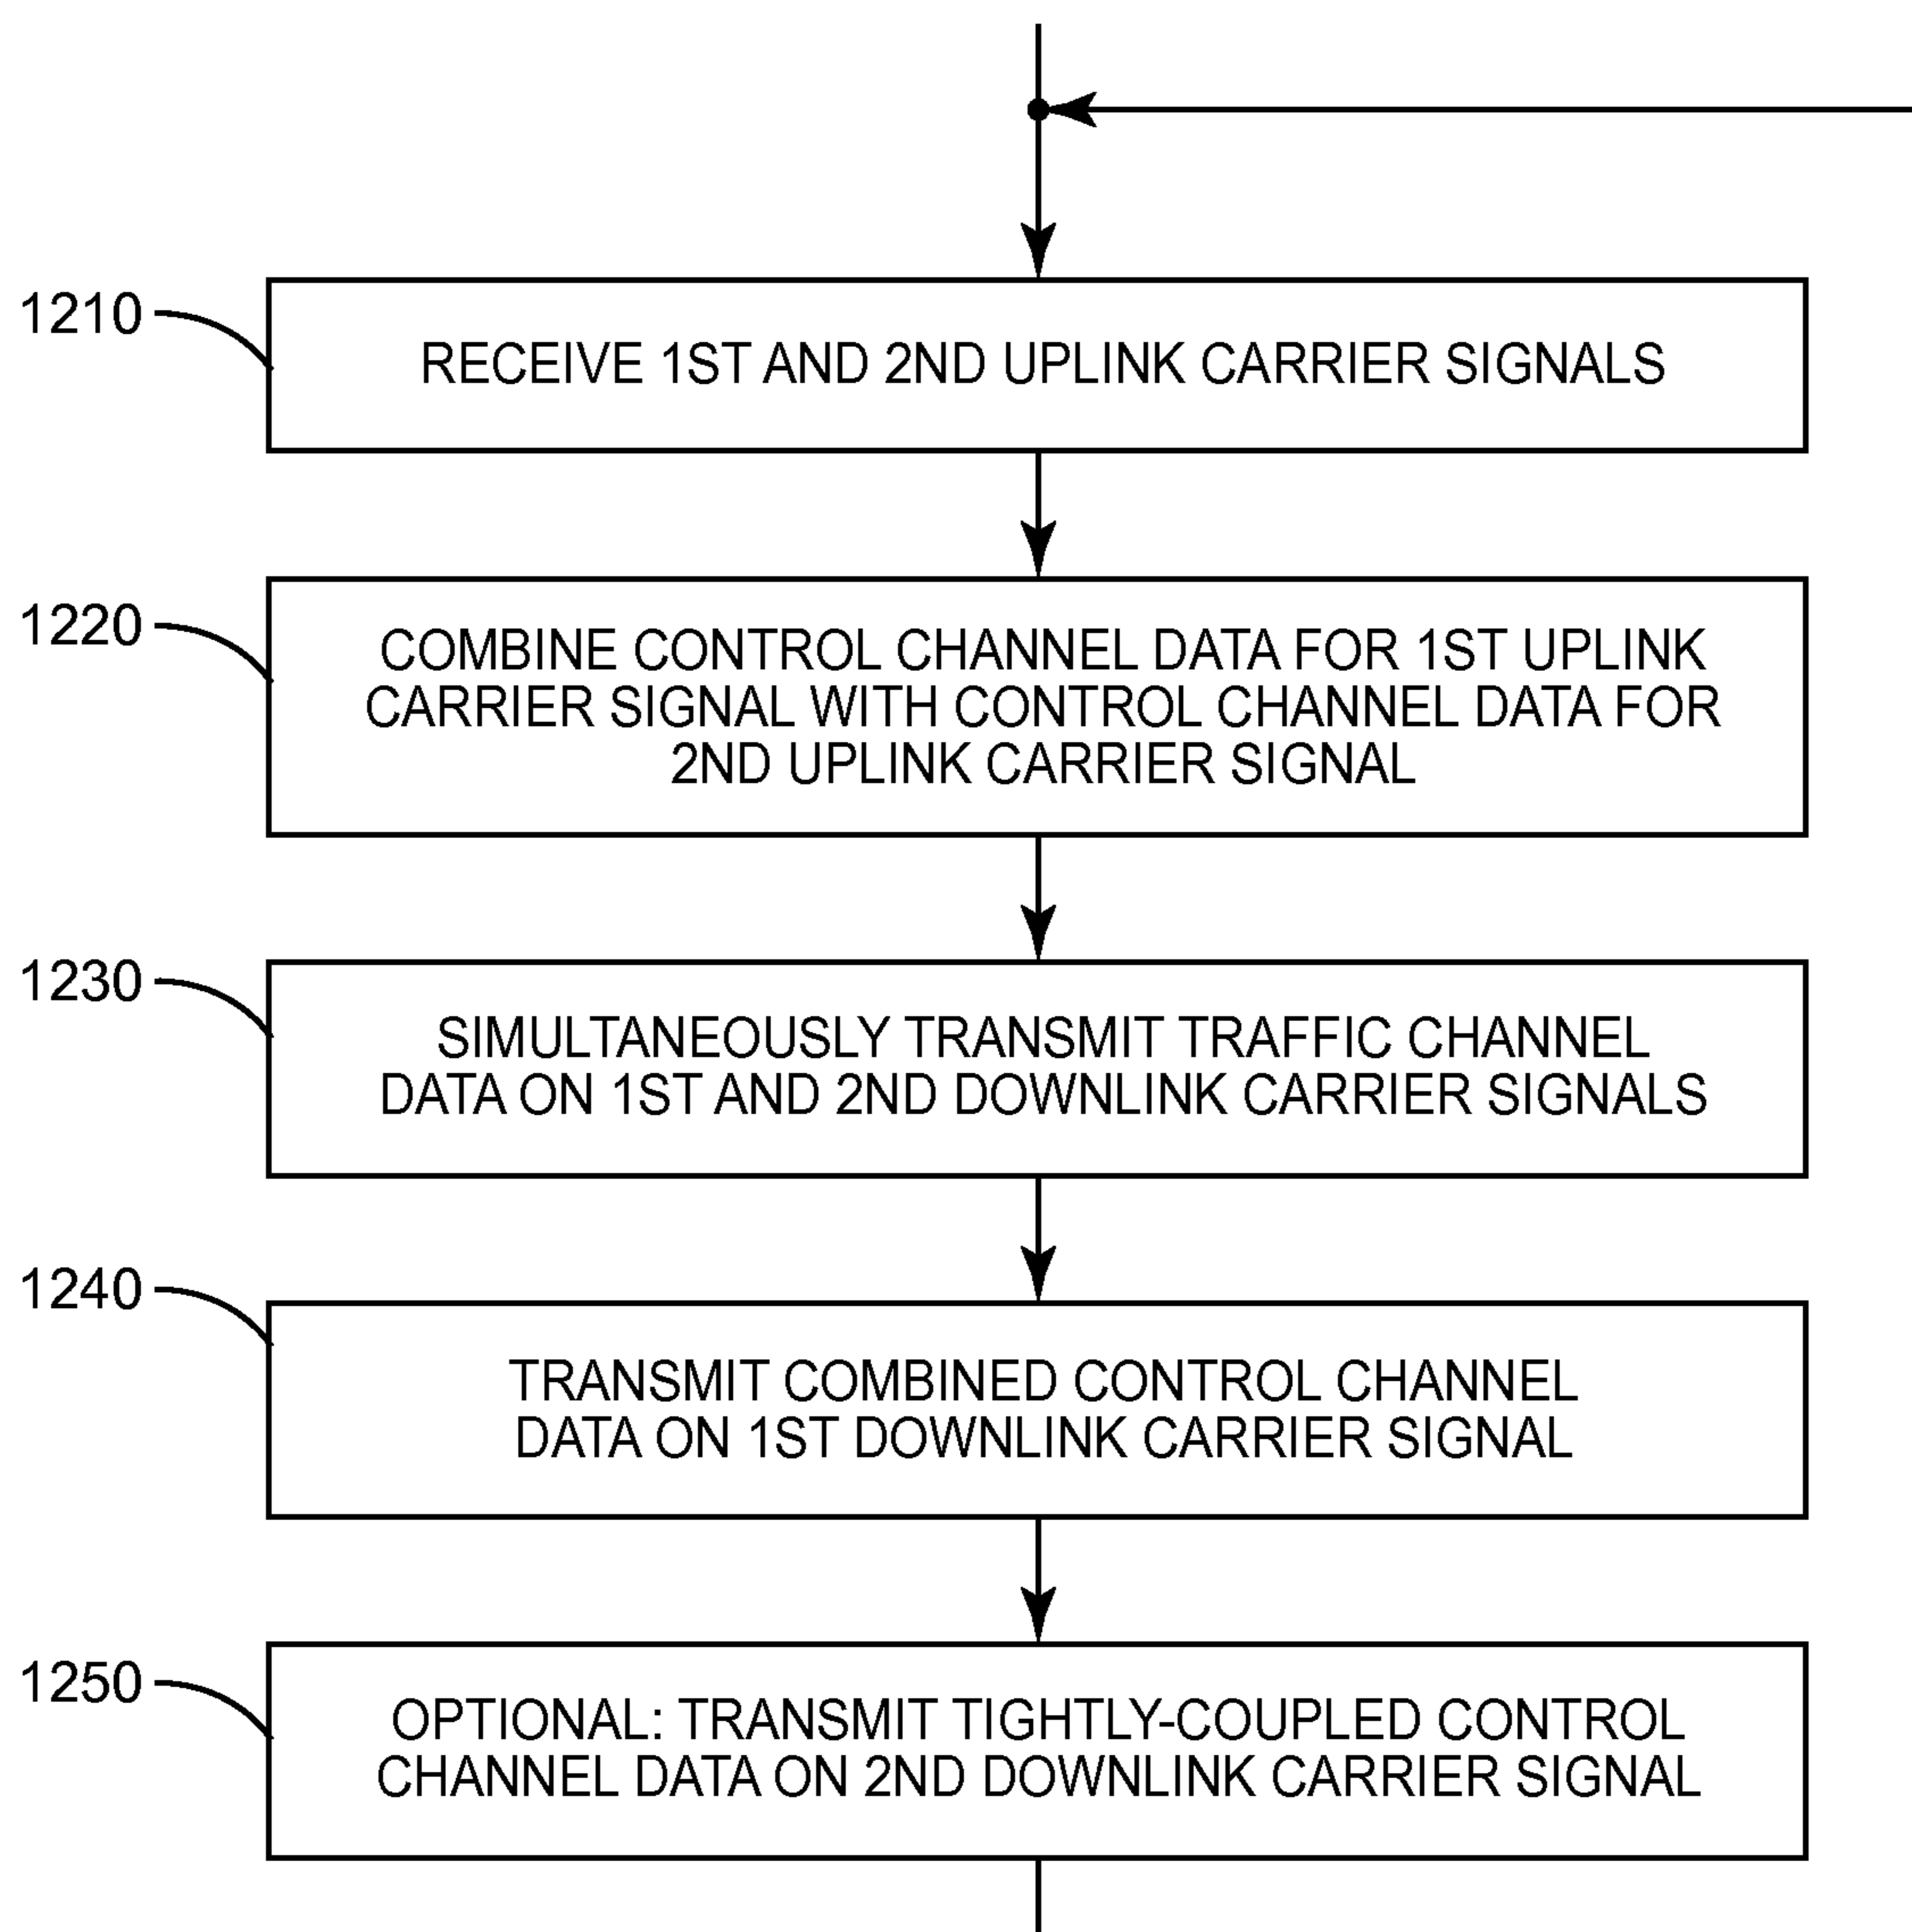 1210
RECEIVE 1ST AND 2ND UPLINK CARRIER SIGNALS
1220
COMBINE CONTROL CHANNEL DATA FOR 1ST UPLINK
CARRIER SIGNAL WITH CONTROL CHANNEL DATA FOR
2ND UPLINK CARRIER SIGNAL
1230
SIMULTANEOUSLY TRANSMIT TRAFFIC CHANNEL
DATA ON 1ST AND 2ND DOWNLINK CARRIER SIGNALS
1240
TRANSMIT COMBINED CONTROL CHANNEL
DATA ON 1ST DOWNLINK CARRIER SIGNAL
1250
OPTIONAL: TRANSMIT TIGHTLY-COUPLED CONTROL
CHANNEL DATA ON 2ND DOWNLINK CARRIER SIGNAL